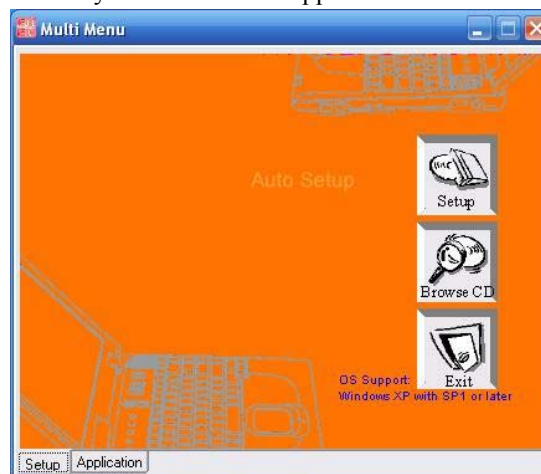 Multi Menu
Auto Setup
Setup
Browse CD
Exit
OS Support:
Windows XP with SP1 or later
Setup
Application